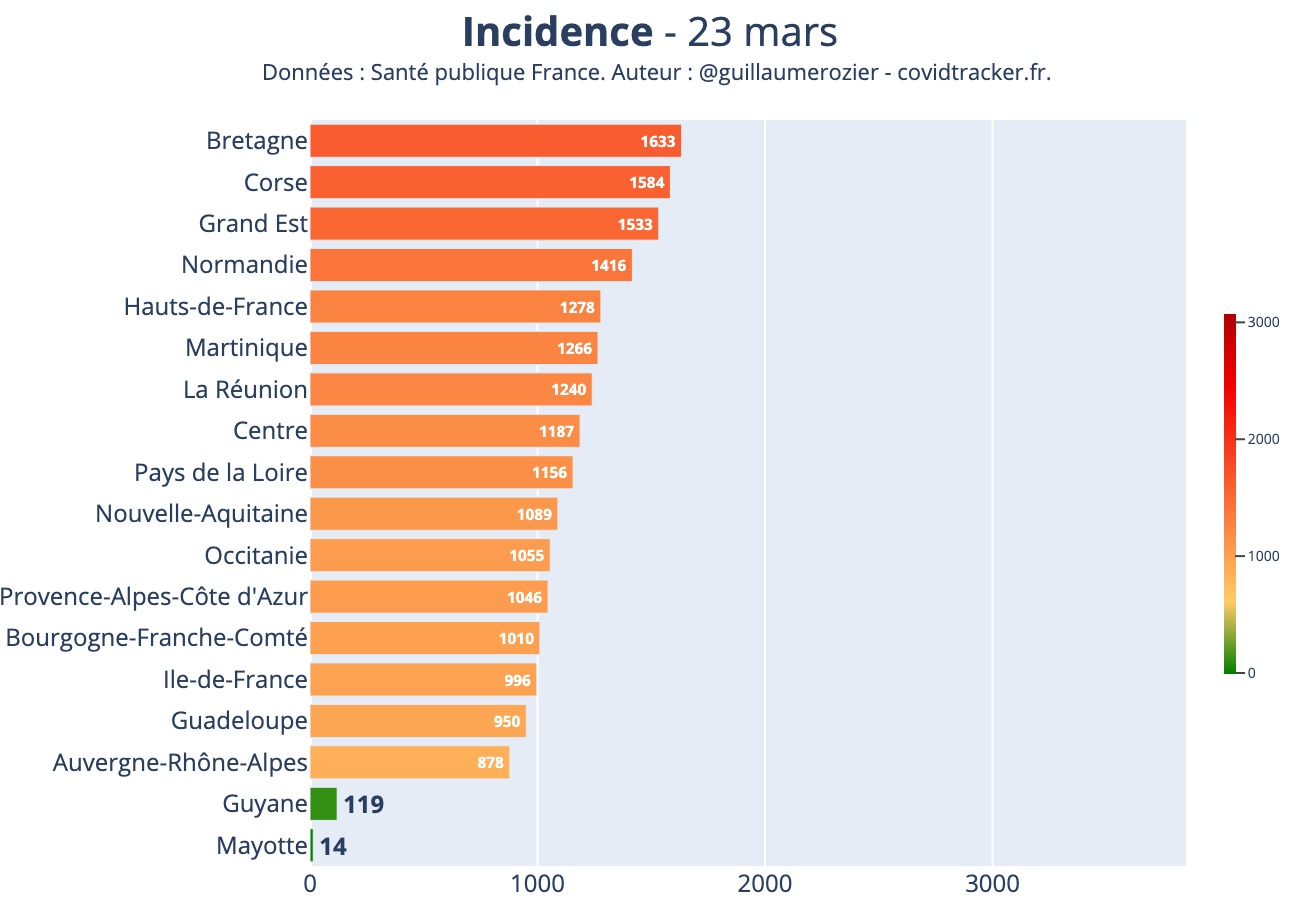 Incidence - 23 mars
Données : Santé publique France. Auteur : @guillaumerozier - covidtracker.fr.
Bretagne 1633
Corse 1584
Grand Est 1533
Normandie 1416
Hauts-de-France 1278
Martinique 1266
La Réunion 1240
Centre 1187
Pays de la Loire 1156
Nouvelle-Aquitaine 1089
Occitanie 1055
Provence-Alpes-Côte d'Azur 1046
Bourgogne-Franche-Comté 1010
Ile-de-France 996
Guadeloupe 950
Auvergne-Rhône-Alpes 878
Guyane 119
Mayotte 14
0 1000 2000 3000
3000
2000
1000
0